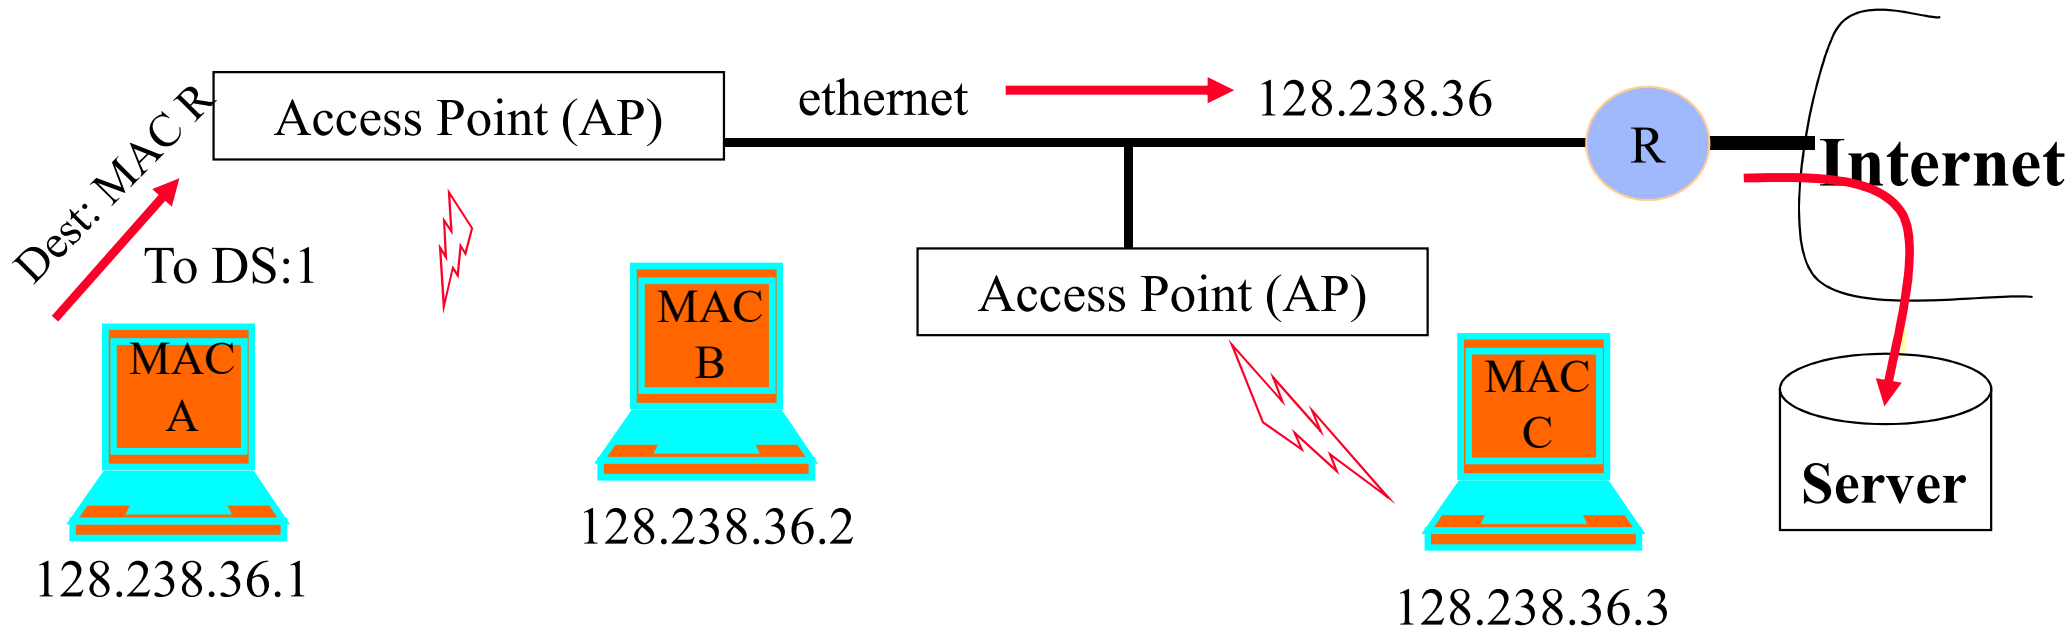 Dest: MAC R
Access Point (AP)
ethernet
128.238.36
R
Internet
To DS:1
Access Point (AP)
MAC
A
MAC
B
MAC
C
Server
128.238.36.1
128.238.36.2
128.238.36.3